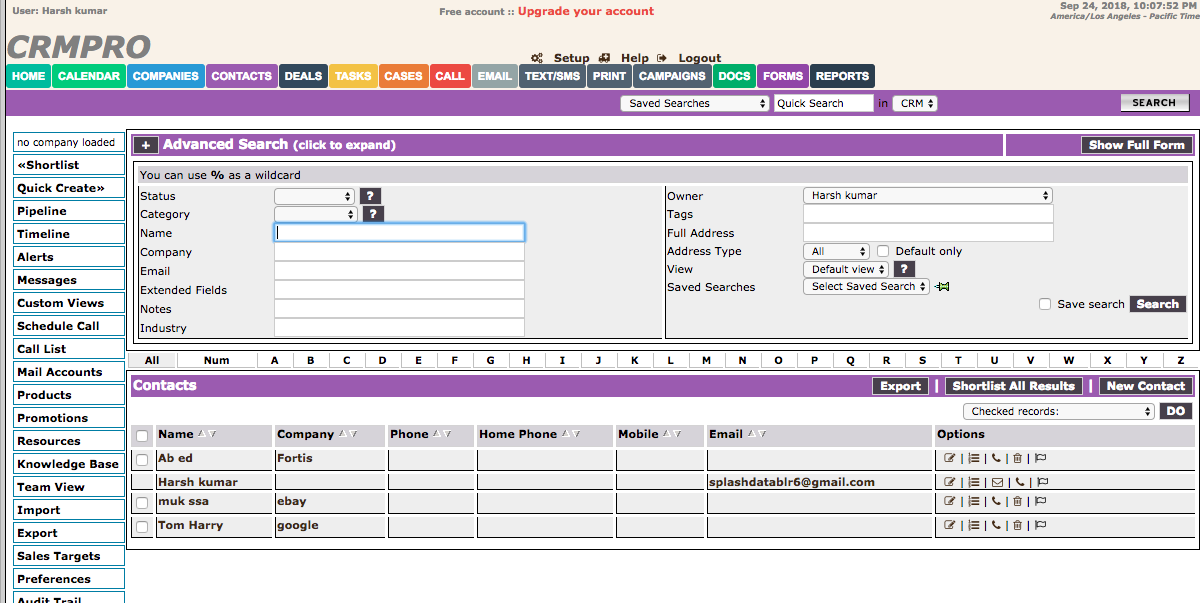 User: Harsh kumar
Free account :: Upgrade your account
Sep 24, 2018, 10:07:52 PM
America/Los Angeles - Pacific Time
CRMPRO
Setup Help Logout
HOME CALENDAR COMPANIES CONTACTS DEALS TASKS CASES CALL EMAIL TEXT/SMS PRINT CAMPAIGNS DOCS FORMS REPORTS
Saved Searches Quick Search in CRM SEARCH
no company loaded
«Shortlist
Quick Create»
Pipeline
Timeline
Alerts
Messages
Custom Views
Schedule Call
Call List
Mail Accounts
Products
Promotions
Resources
Knowledge Base
Team View
Import
Export
Sales Targets
Preferences
Audit Trail
+ Advanced Search (click to expand) Show Full Form
You can use % as a wildcard
Status ?
Category ?
Name
Company
Email
Extended Fields
Notes
Industry
Owner Harsh kumar
Tags
Full Address
Address Type All Default only
View Default view ?
Saved Searches Select Saved Search
Save search Search
All Num A B C D E F G H I J K L M N O P Q R S T U V W X Y Z
Contacts Export | Shortlist All Results | New Contact
Checked records: DO
Name Company Phone Home Phone Mobile Email Options
Ab ed Fortis
Harsh kumar splashdatablr6@gmail.com
muk ssa ebay
Tom Harry google